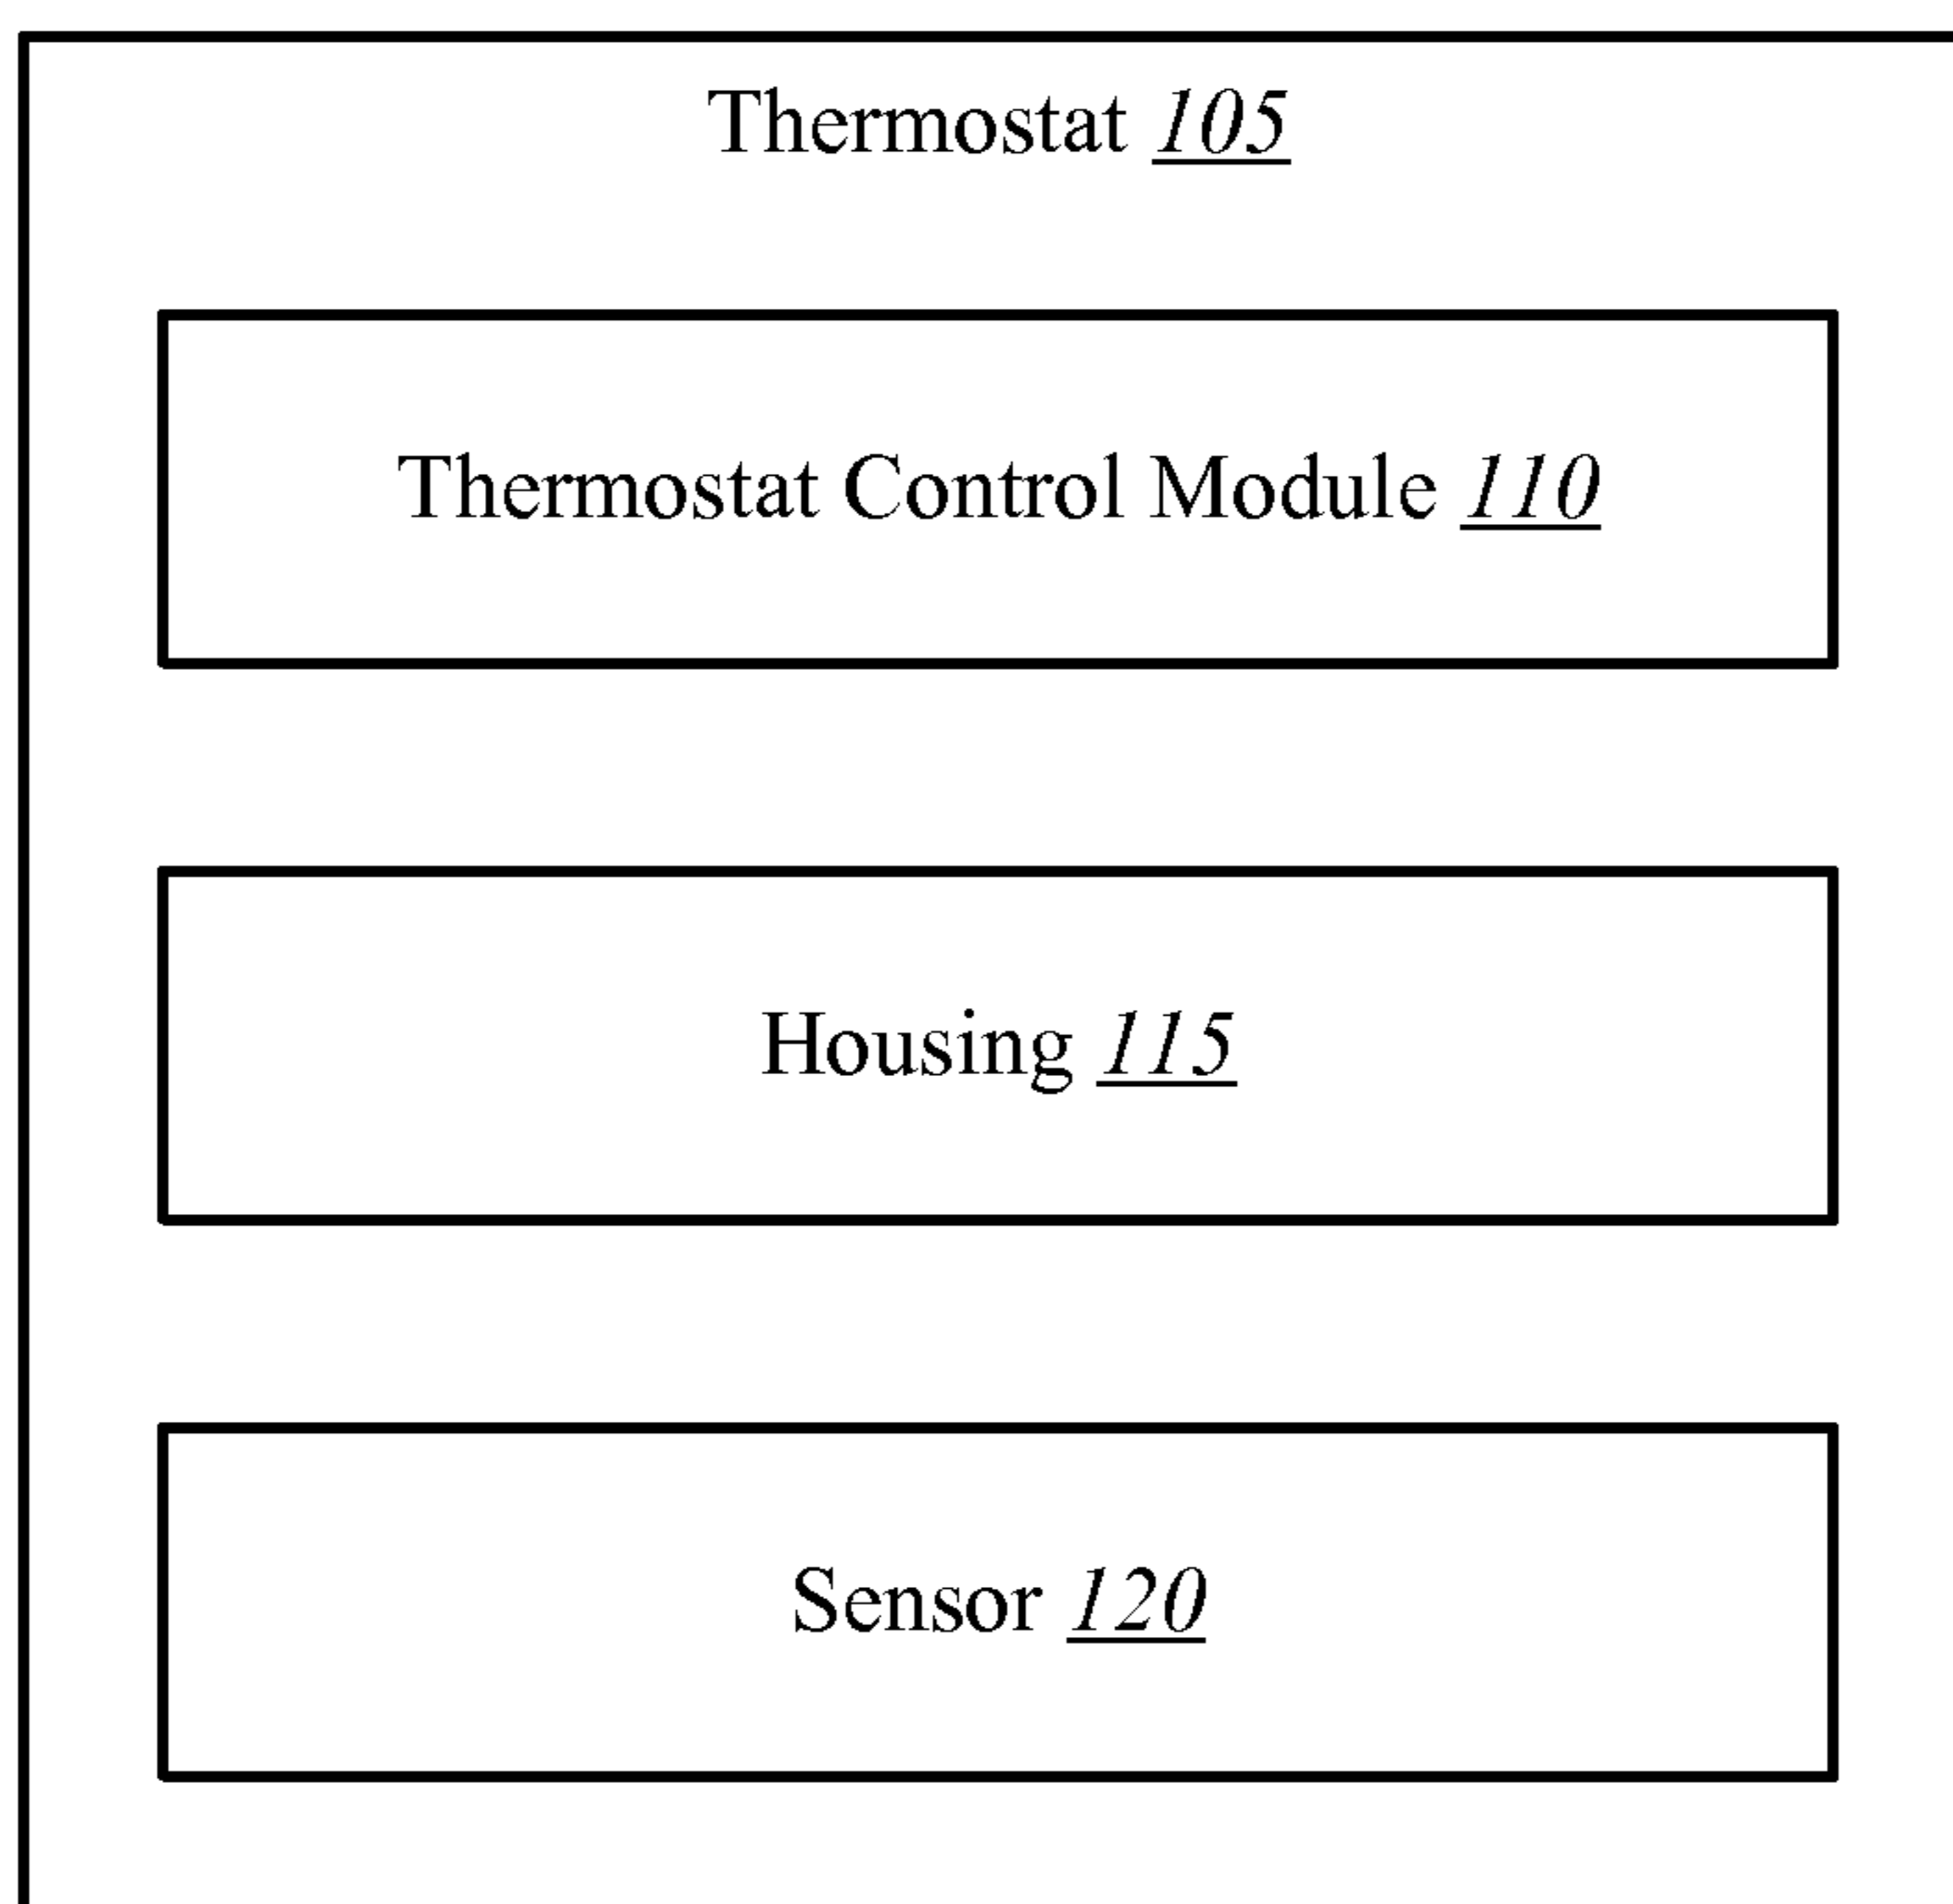 Thermostat 105
Thermostat Control Module 110
Housing 115
Sensor 120